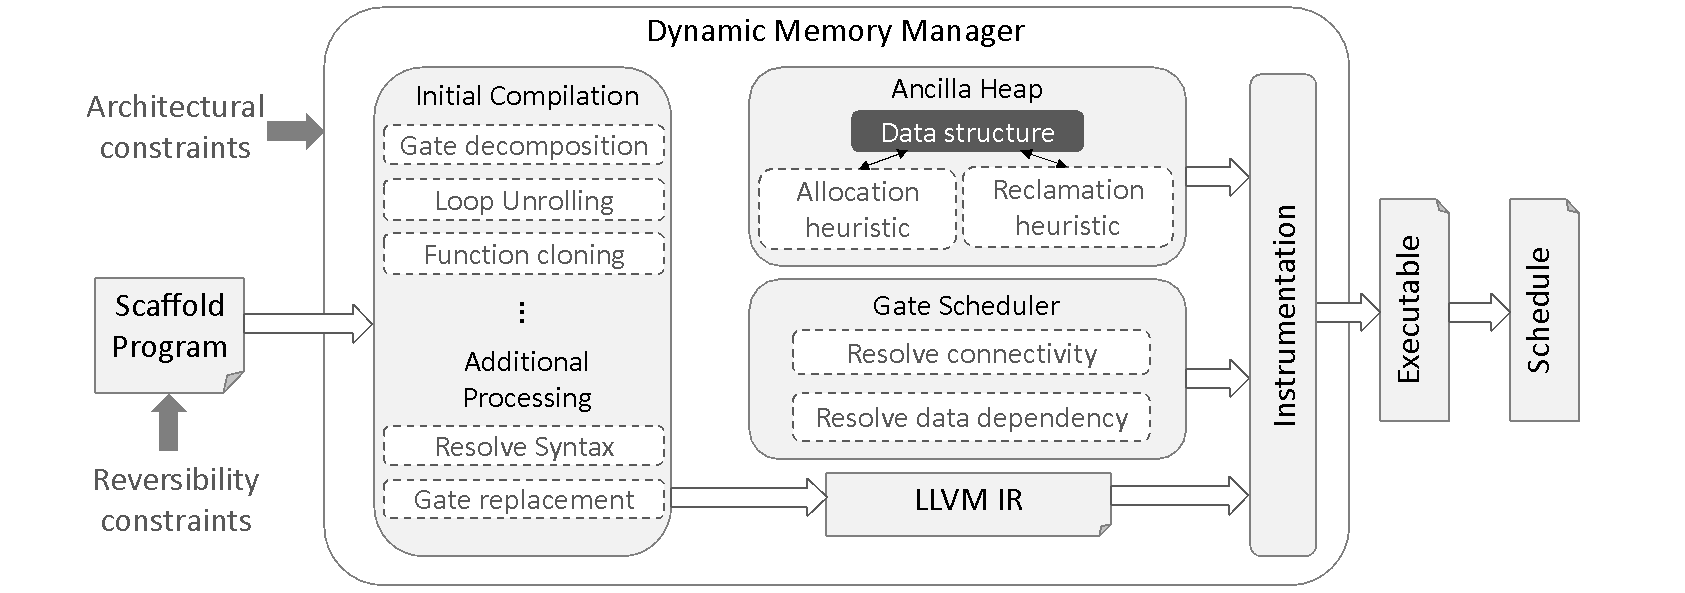 Dynamic Memory Manager
Architectural
constraints
Scaffold
Program
Reversibility
constraints
Initial Compilation
Gate decomposition
Loop Unrolling
Function cloning
⋮
Additional
Processing
Resolve Syntax
Gate replacement
Ancilla Heap
Data structure
Allocation
heuristic
Reclamation
heuristic
Gate Scheduler
Resolve connectivity
Resolve data dependency
LLVM IR
Instrumentation
Executable
Schedule